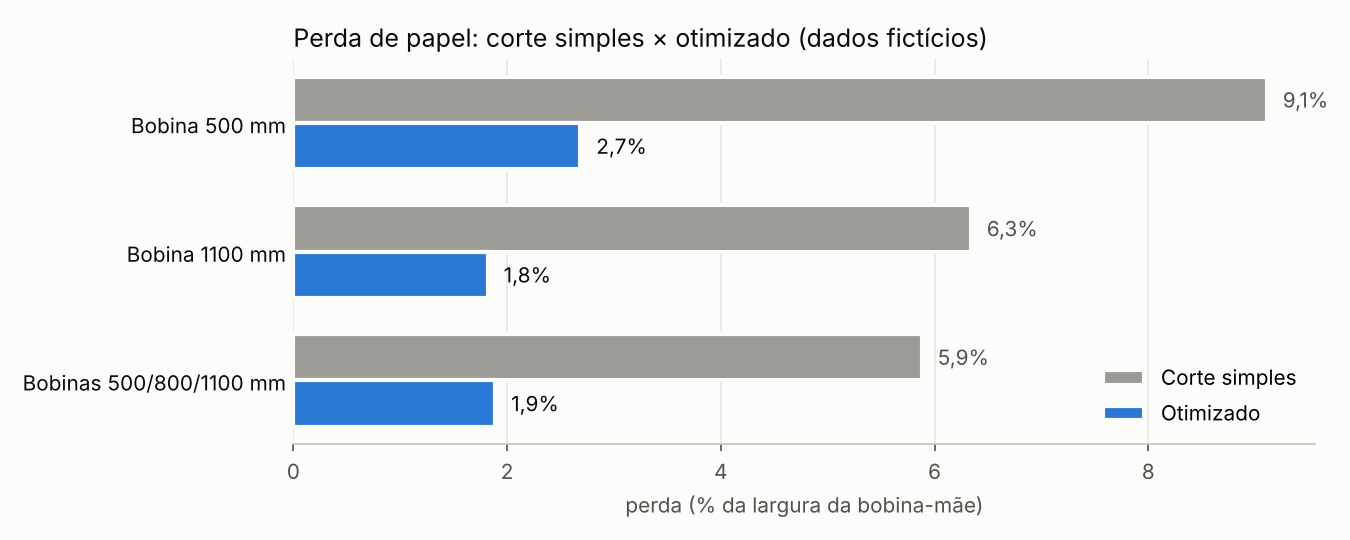 Perda de papel: corte simples × otimizado (dados fictícios)
Bobina 500 mm
9,1%
2,7%
Bobina 1100 mm
6,3%
1,8%
Bobinas 500/800/1100 mm
5,9%
1,9%
Corte simples
Otimizado
0 2 4 6 8
perda (% da largura da bobina-mãe)